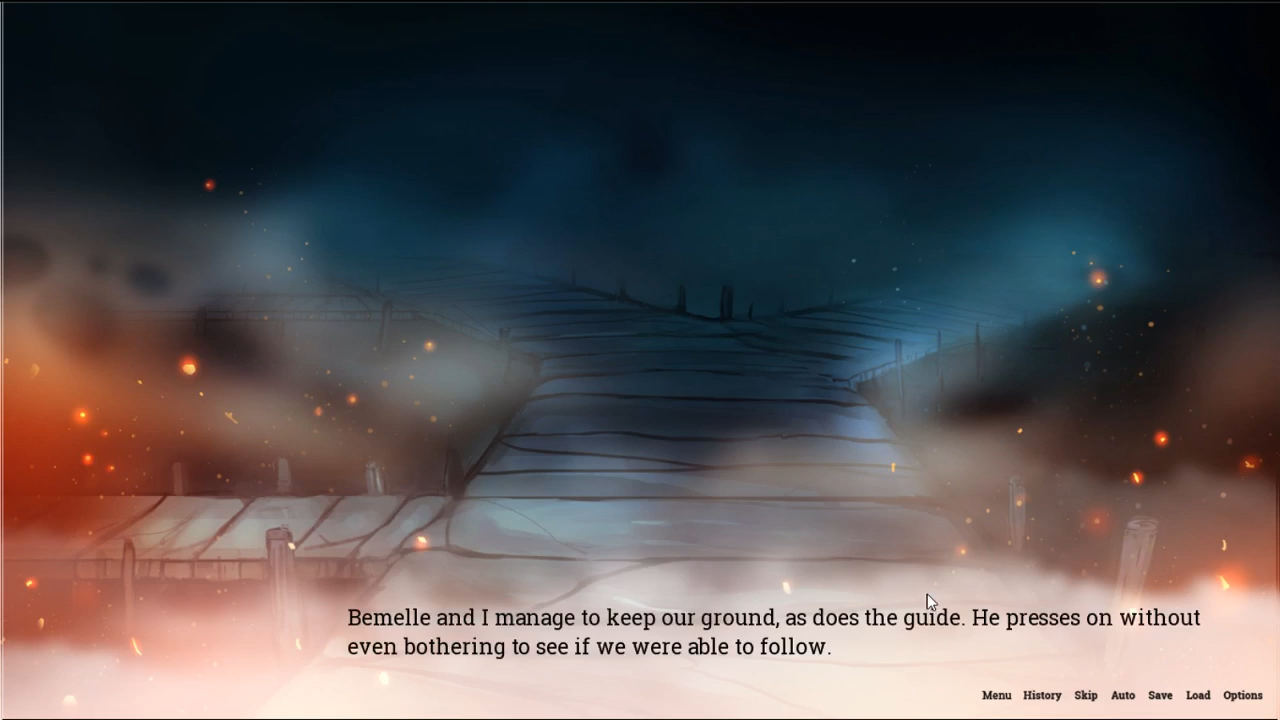 Bemelle and I manage to keep our ground, as does the guide. He presses on without
even bothering to see if we were able to follow.
Menu History Skip Auto Save Load Options